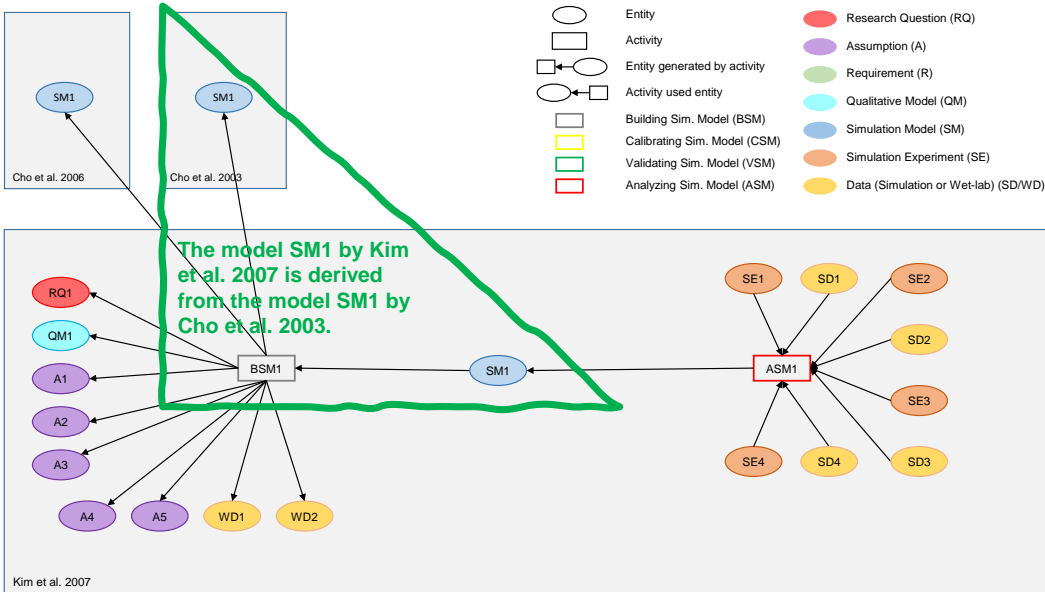 SM1
SM1
Cho et al. 2006
Cho et al. 2003
Entity
Activity
Entity generated by activity
Activity used entity
Building Sim. Model (BSM)
Calibrating Sim. Model (CSM)
Validating Sim. Model (VSM)
Analyzing Sim. Model (ASM)
Research Question (RQ)
Assumption (A)
Requirement (R)
Qualitative Model (QM)
Simulation Model (SM)
Simulation Experiment (SE)
Data (Simulation or Wet-lab) (SD/WD)
The model SM1 by Kim
et al. 2007 is derived
from the model SM1 by
Cho et al. 2003.
RQ1
QM1
A1
A2
A3
A4
A5
WD1
WD2
BSM1
SM1
ASM1
SE1
SD1
SE2
SD2
SE3
SD3
SD4
SE4
Kim et al. 2007